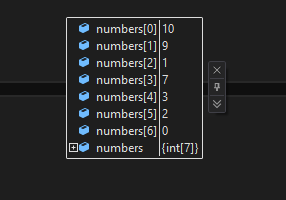 numbers[0] 10
numbers[1] 9
numbers[2] 1
numbers[3] 7
numbers[4] 3
numbers[5] 2
numbers[6] 0
numbers {int[7]}